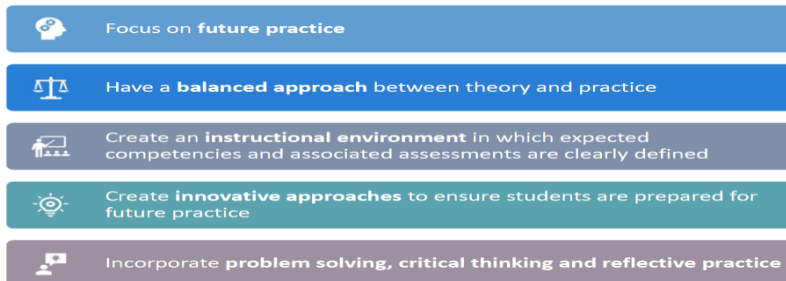 Focus on future practice
Have a balanced approach between theory and practice
Create an instructional environment in which expected
competencies and associated assessments are clearly defined
Create innovative approaches to ensure students are prepared for
future practice
Incorporate problem solving, critical thinking and reflective practice